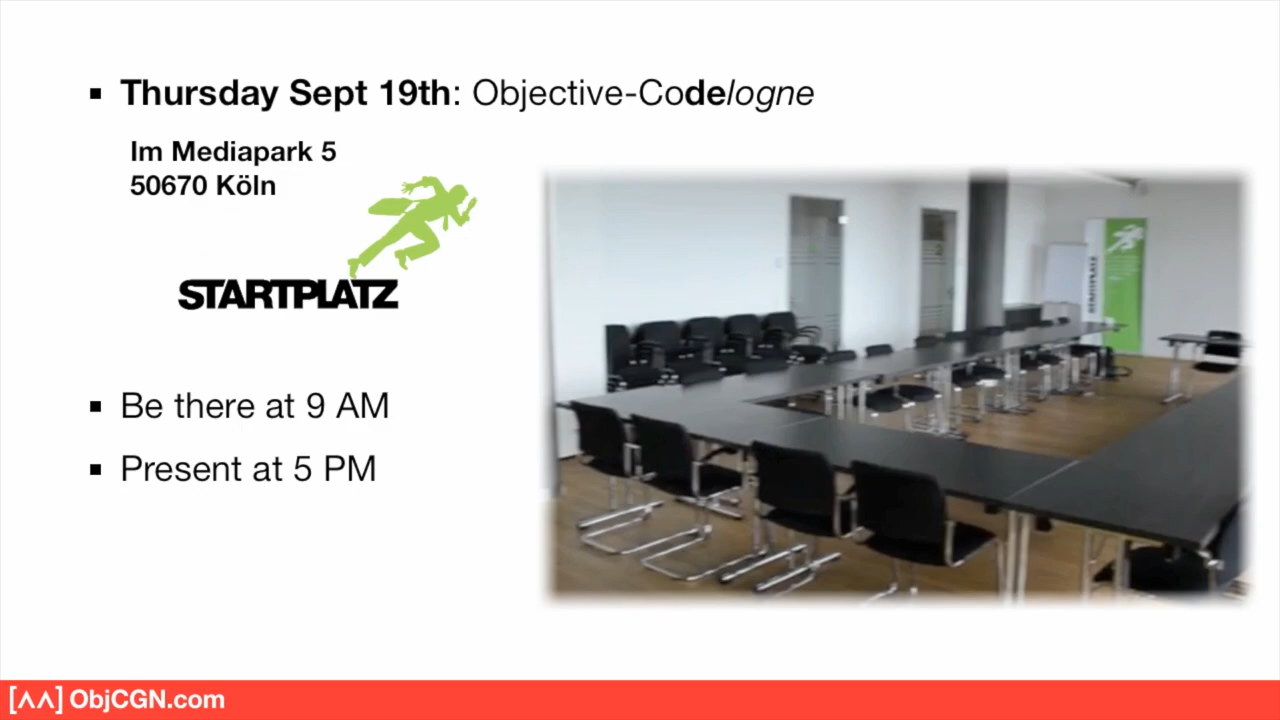 Thursday Sept 19th: Objective-Codelogne
Im Mediapark 5
50670 Köln
STARTPLATZ
Be there at 9 AM
Present at 5 PM
STARTPLATZ
[ʌʌ] ObjCGN.com